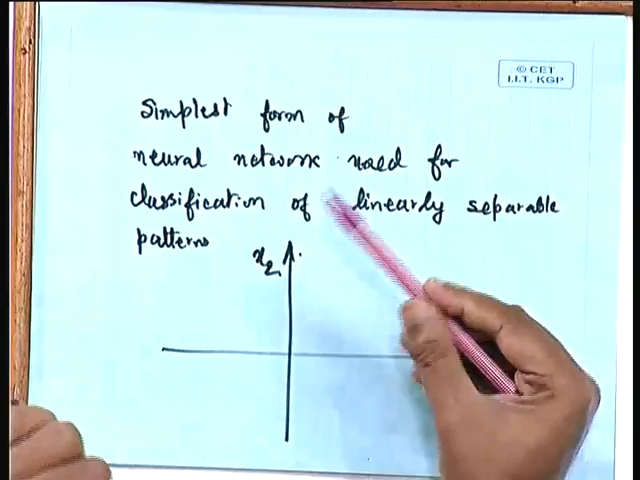 © CET
I.I.T. KGP
Simplest form of
neural network used for
classification of linearly separable
patterns
x₂